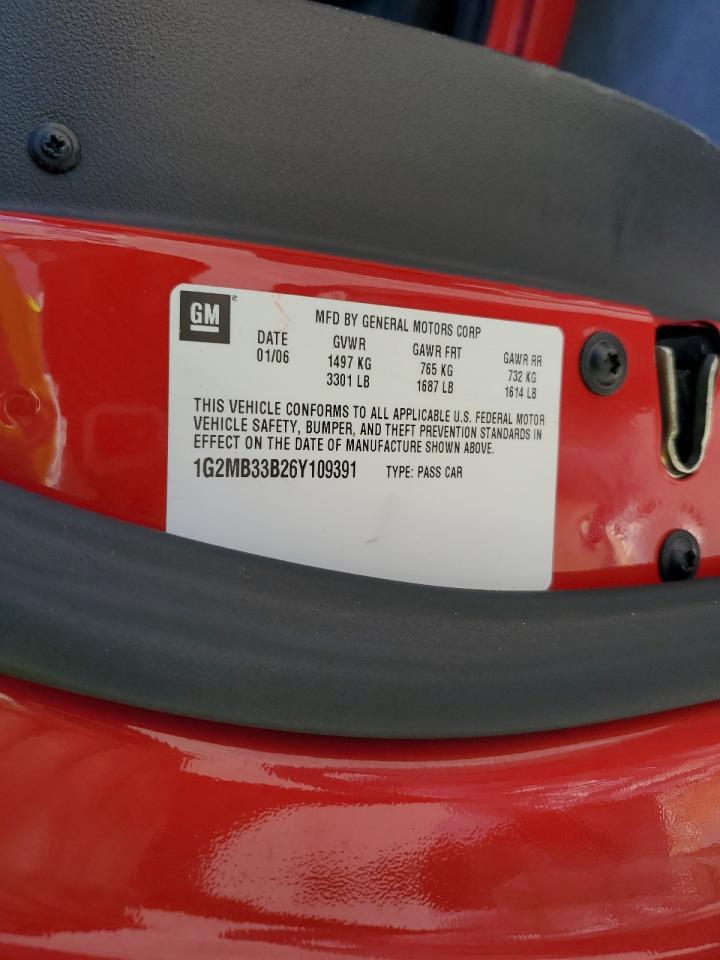 GM®
MFD BY GENERAL MOTORS CORP
DATE GVWR GAWR FRT GAWR RR
01/06 1497 KG 765 KG 732 KG
3301 LB 1687 LB 1614 LB
THIS VEHICLE CONFORMS TO ALL APPLICABLE U.S. FEDERAL MOTOR
VEHICLE SAFETY, BUMPER, AND THEFT PREVENTION STANDARDS IN
EFFECT ON THE DATE OF MANUFACTURE SHOWN ABOVE.
1G2MB33B26Y109391 TYPE: PASS CAR